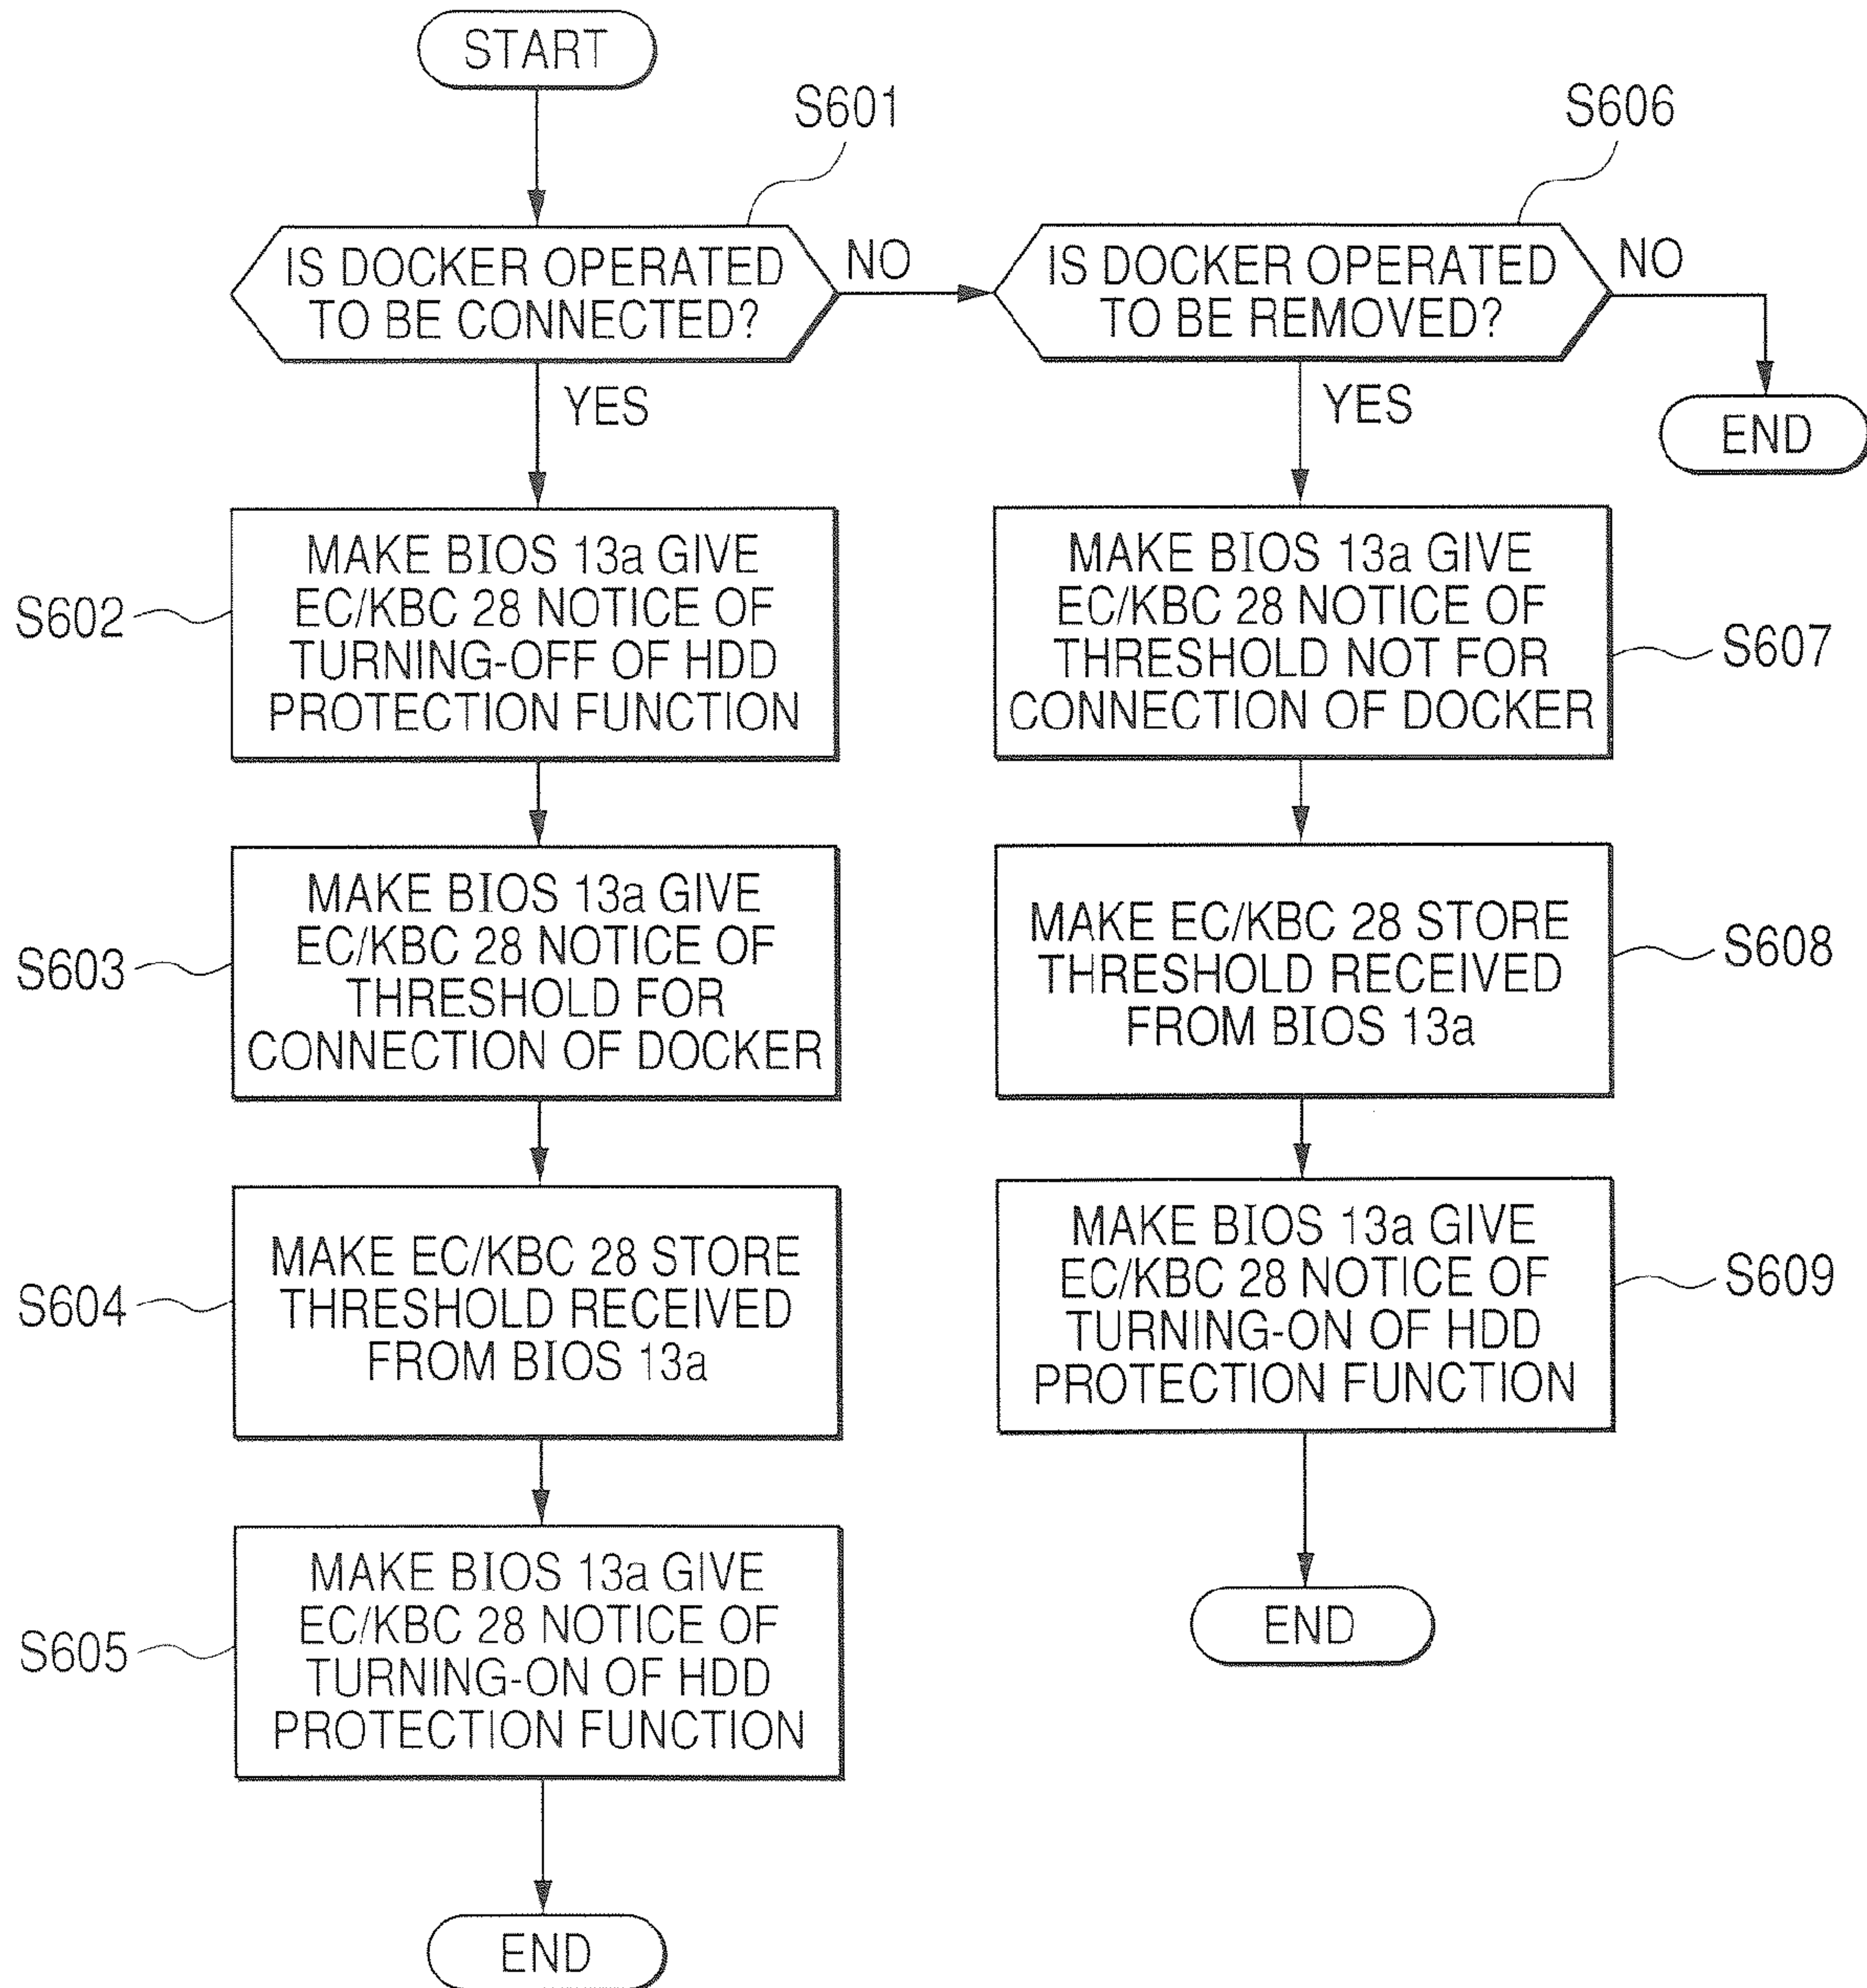 START
S601
S606
IS DOCKER OPERATED
TO BE CONNECTED?
NO
IS DOCKER OPERATED
TO BE REMOVED?
NO
YES
YES
END
S602
MAKE BIOS 13a GIVE
EC/KBC 28 NOTICE OF
TURNING-OFF OF HDD
PROTECTION FUNCTION
MAKE BIOS 13a GIVE
EC/KBC 28 NOTICE OF
THRESHOLD NOT FOR
CONNECTION OF DOCKER
S607
S603
MAKE BIOS 13a GIVE
EC/KBC 28 NOTICE OF
THRESHOLD FOR
CONNECTION OF DOCKER
MAKE EC/KBC 28 STORE
THRESHOLD RECEIVED
FROM BIOS 13a
S608
S604
MAKE EC/KBC 28 STORE
THRESHOLD RECEIVED
FROM BIOS 13a
MAKE BIOS 13a GIVE
EC/KBC 28 NOTICE OF
TURNING-ON OF HDD
PROTECTION FUNCTION
S609
S605
MAKE BIOS 13a GIVE
EC/KBC 28 NOTICE OF
TURNING-ON OF HDD
PROTECTION FUNCTION
END
END